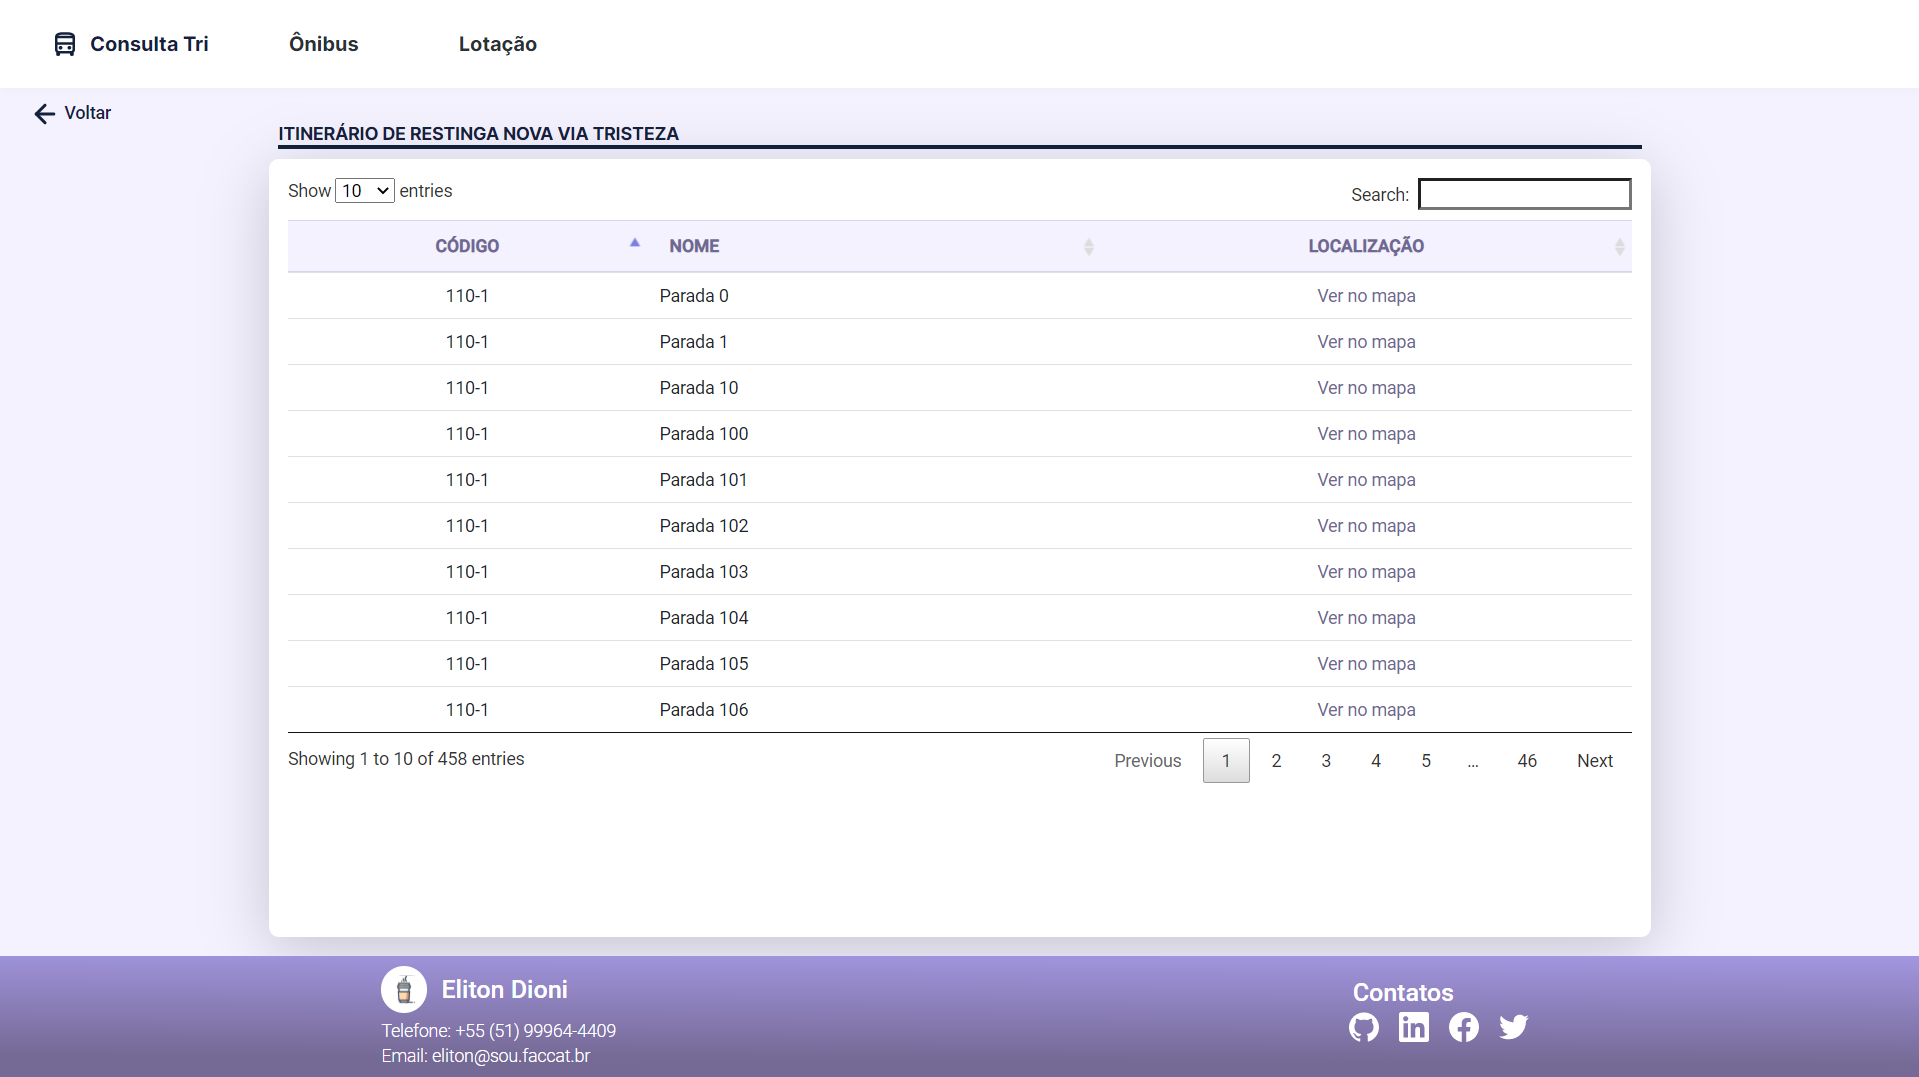 Consulta Tri Ônibus Lotação
Voltar
ITINERÁRIO DE RESTINGA NOVA VIA TRISTEZA
Show 10 entries Search:
CÓDIGO NOME LOCALIZAÇÃO
110-1 Parada 0 Ver no mapa
110-1 Parada 1 Ver no mapa
110-1 Parada 10 Ver no mapa
110-1 Parada 100 Ver no mapa
110-1 Parada 101 Ver no mapa
110-1 Parada 102 Ver no mapa
110-1 Parada 103 Ver no mapa
110-1 Parada 104 Ver no mapa
110-1 Parada 105 Ver no mapa
110-1 Parada 106 Ver no mapa
Showing 1 to 10 of 458 entries Previous 1 2 3 4 5 … 46 Next
Eliton Dioni
Telefone: +55 (51) 99964-4409
Email: eliton@sou.faccat.br
Contatos